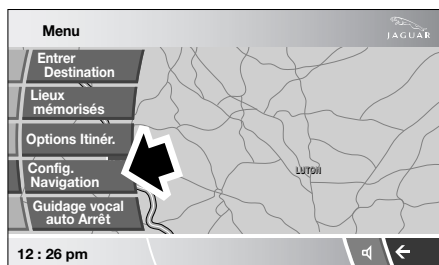 Menu
JAGUAR
Entrer
Destination
Lieux
mémorisés
Options Itinér.
Config.
Navigation
LUTON
Guidage vocal
auto Arrêt
12 : 26 pm